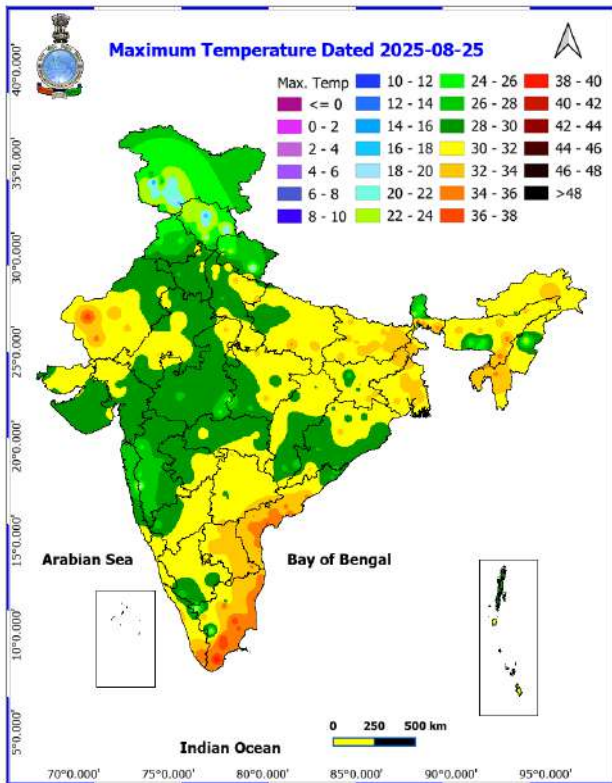 Maximum Temperature Dated 2025-08-25
Max. Temp
<= 0
0 - 2
2 - 4
4 - 6
6 - 8
8 - 10
10 - 12
12 - 14
14 - 16
16 - 18
18 - 20
20 - 22
22 - 24
24 - 26
26 - 28
28 - 30
30 - 32
32 - 34
34 - 36
36 - 38
38 - 40
40 - 42
42 - 44
44 - 46
46 - 48
>48
40°0.000'
35°0.000'
30°0.000'
25°0.000'
20°0.000'
15°0.000'
10°0.000'
5°0.000'
Arabian Sea
Bay of Bengal
0 250 500 km
Indian Ocean
70°0.000' 75°0.000' 80°0.000' 85°0.000' 90°0.000' 95°0.000'